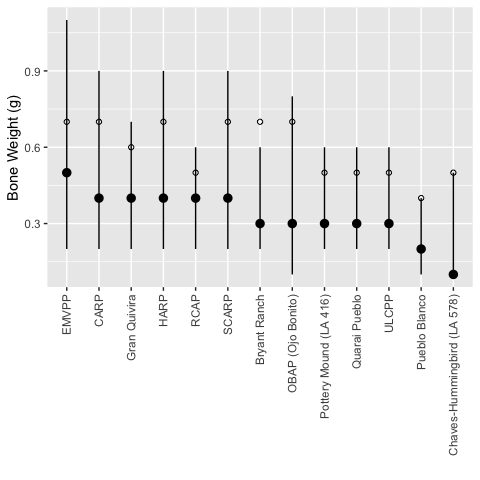 Bone Weight (g)
0.9
0.6
0.3
EMVPP
CARP
Gran Quivira
HARP
RCAP
SCARP
Bryant Ranch
OBAP (Ojo Bonito)
Pottery Mound (LA 416)
Quarai Pueblo
ULCPP
Pueblo Blanco
Chaves-Hummingbird (LA 578)